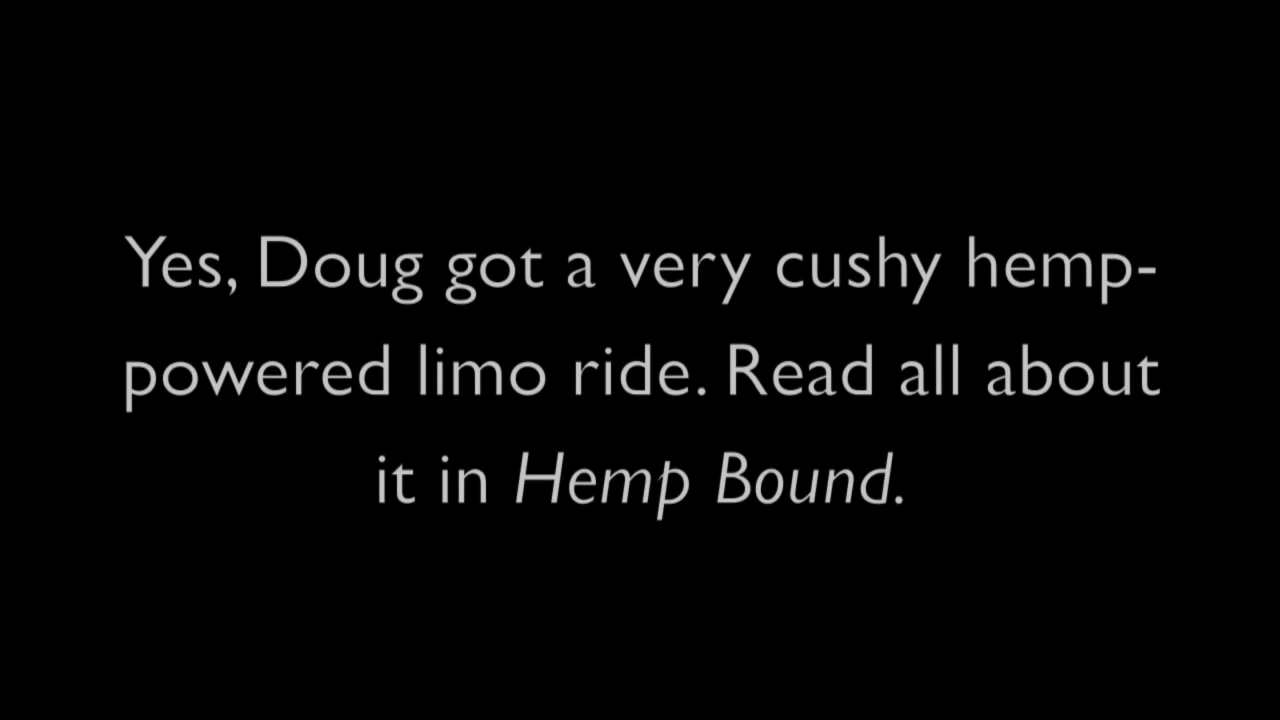 Yes, Doug got a very cushy hemp-
powered limo ride. Read all about
it in Hemp Bound.